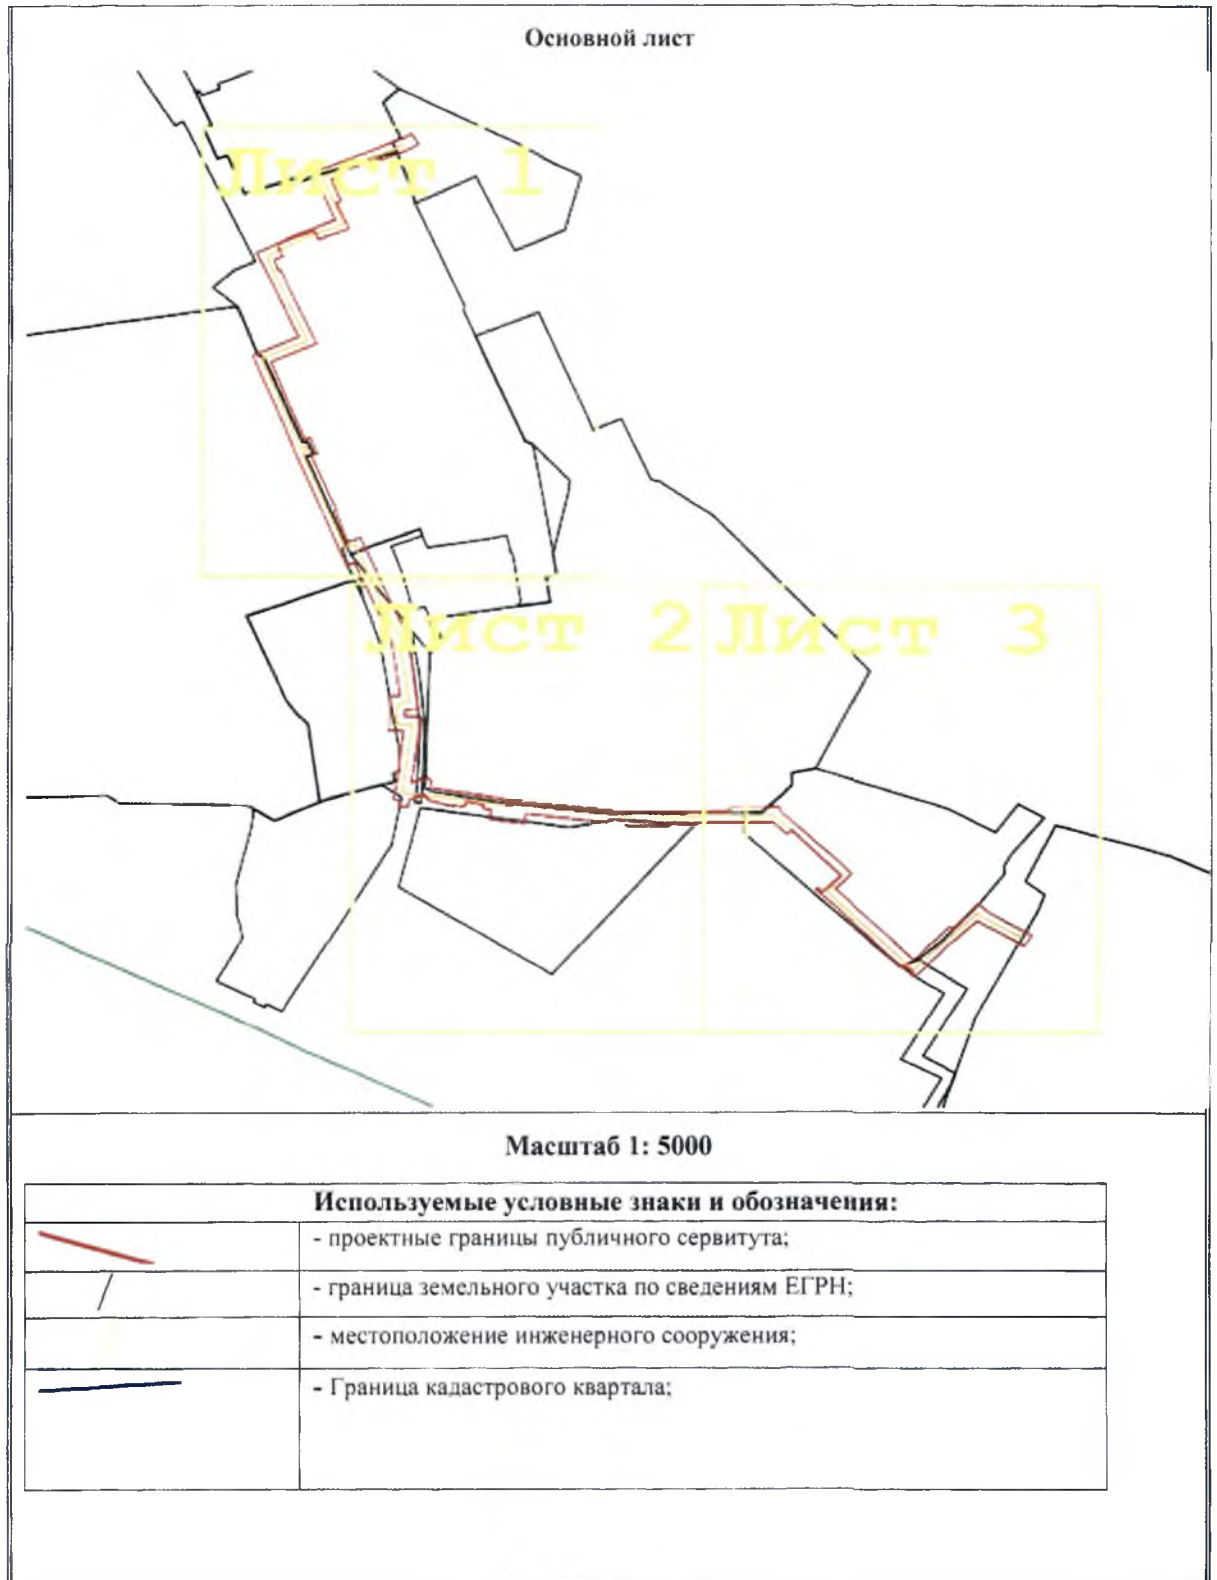 Основной лист
Лист 1
Лист 2
Лист 3
Масштаб 1: 5000
Используемые условные знаки и обозначения:
- проектные границы публичного сервитута;
- граница земельного участка по сведениям ЕГРН;
- местоположение инженерного сооружения;
- Граница кадастрового квартала;